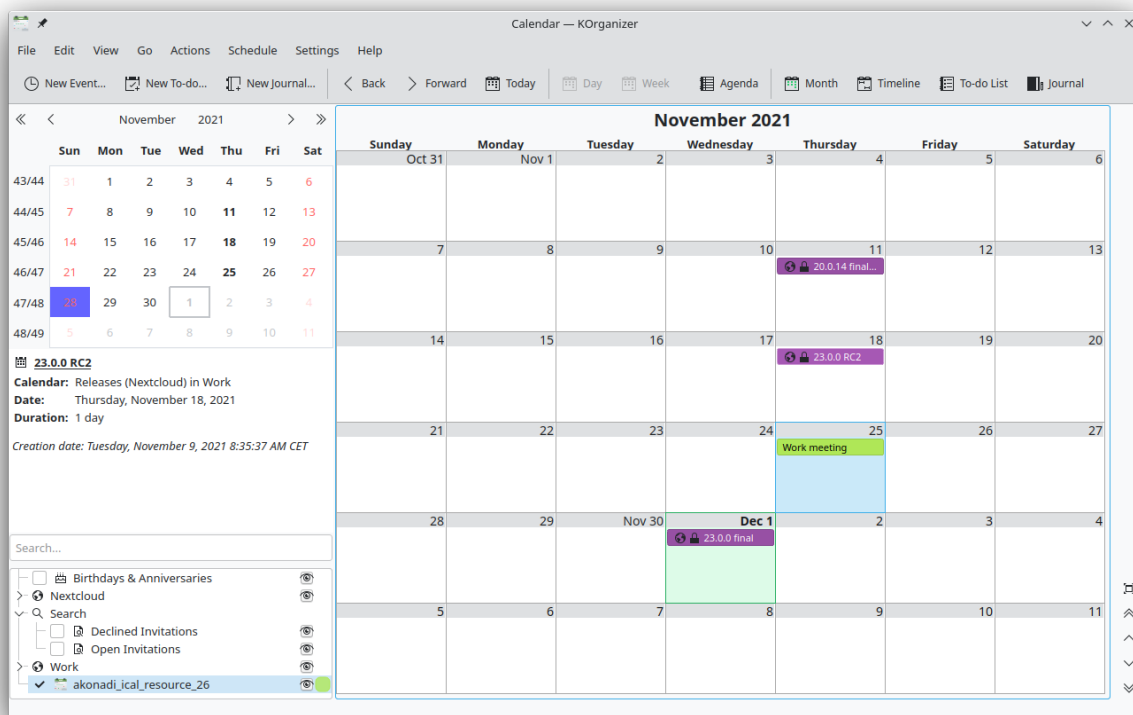 Calendar — KOrganizer
File Edit View Go Actions Schedule Settings Help
New Event... New To-do... New Journal... Back Forward Today Day Week Agenda Month Timeline To-do List Journal
November 2021
Sun Mon Tue Wed Thu Fri Sat
43/44 31 1 2 3 4 5 6
44/45 7 8 9 10 11 12 13
45/46 14 15 16 17 18 19 20
46/47 21 22 23 24 25 26 27
47/48 28 29 30 1 2 3 4
48/49 5 6 7 8 9 10 11
23.0.0 RC2
Calendar: Releases (Nextcloud) in Work
Date: Thursday, November 18, 2021
Duration: 1 day
Creation date: Tuesday, November 9, 2021 8:35:37 AM CET
Search...
Birthdays & Anniversaries
Nextcloud
Search
Declined Invitations
Open Invitations
Work
akonadi_ical_resource_26
November 2021
Sunday Monday Tuesday Wednesday Thursday Friday Saturday
Oct 31 Nov 1 2 3 4 5 6
7 8 9 10 11 12 13
20.0.14 final...
14 15 16 17 18 19 20
23.0.0 RC2
21 22 23 24 25 26 27
Work meeting
28 29 Nov 30 Dec 1 2 3 4
23.0.0 final
5 6 7 8 9 10 11